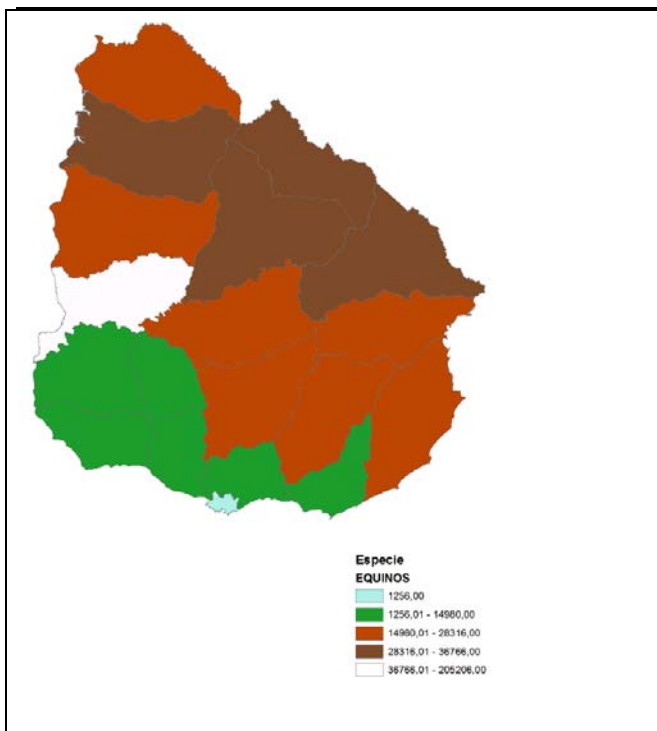 Especie
EQUINOS
1256,00
1256,01 - 14980,00
14980,01 - 28316,00
28316,01 - 36766,00
36766,01 - 205206,00